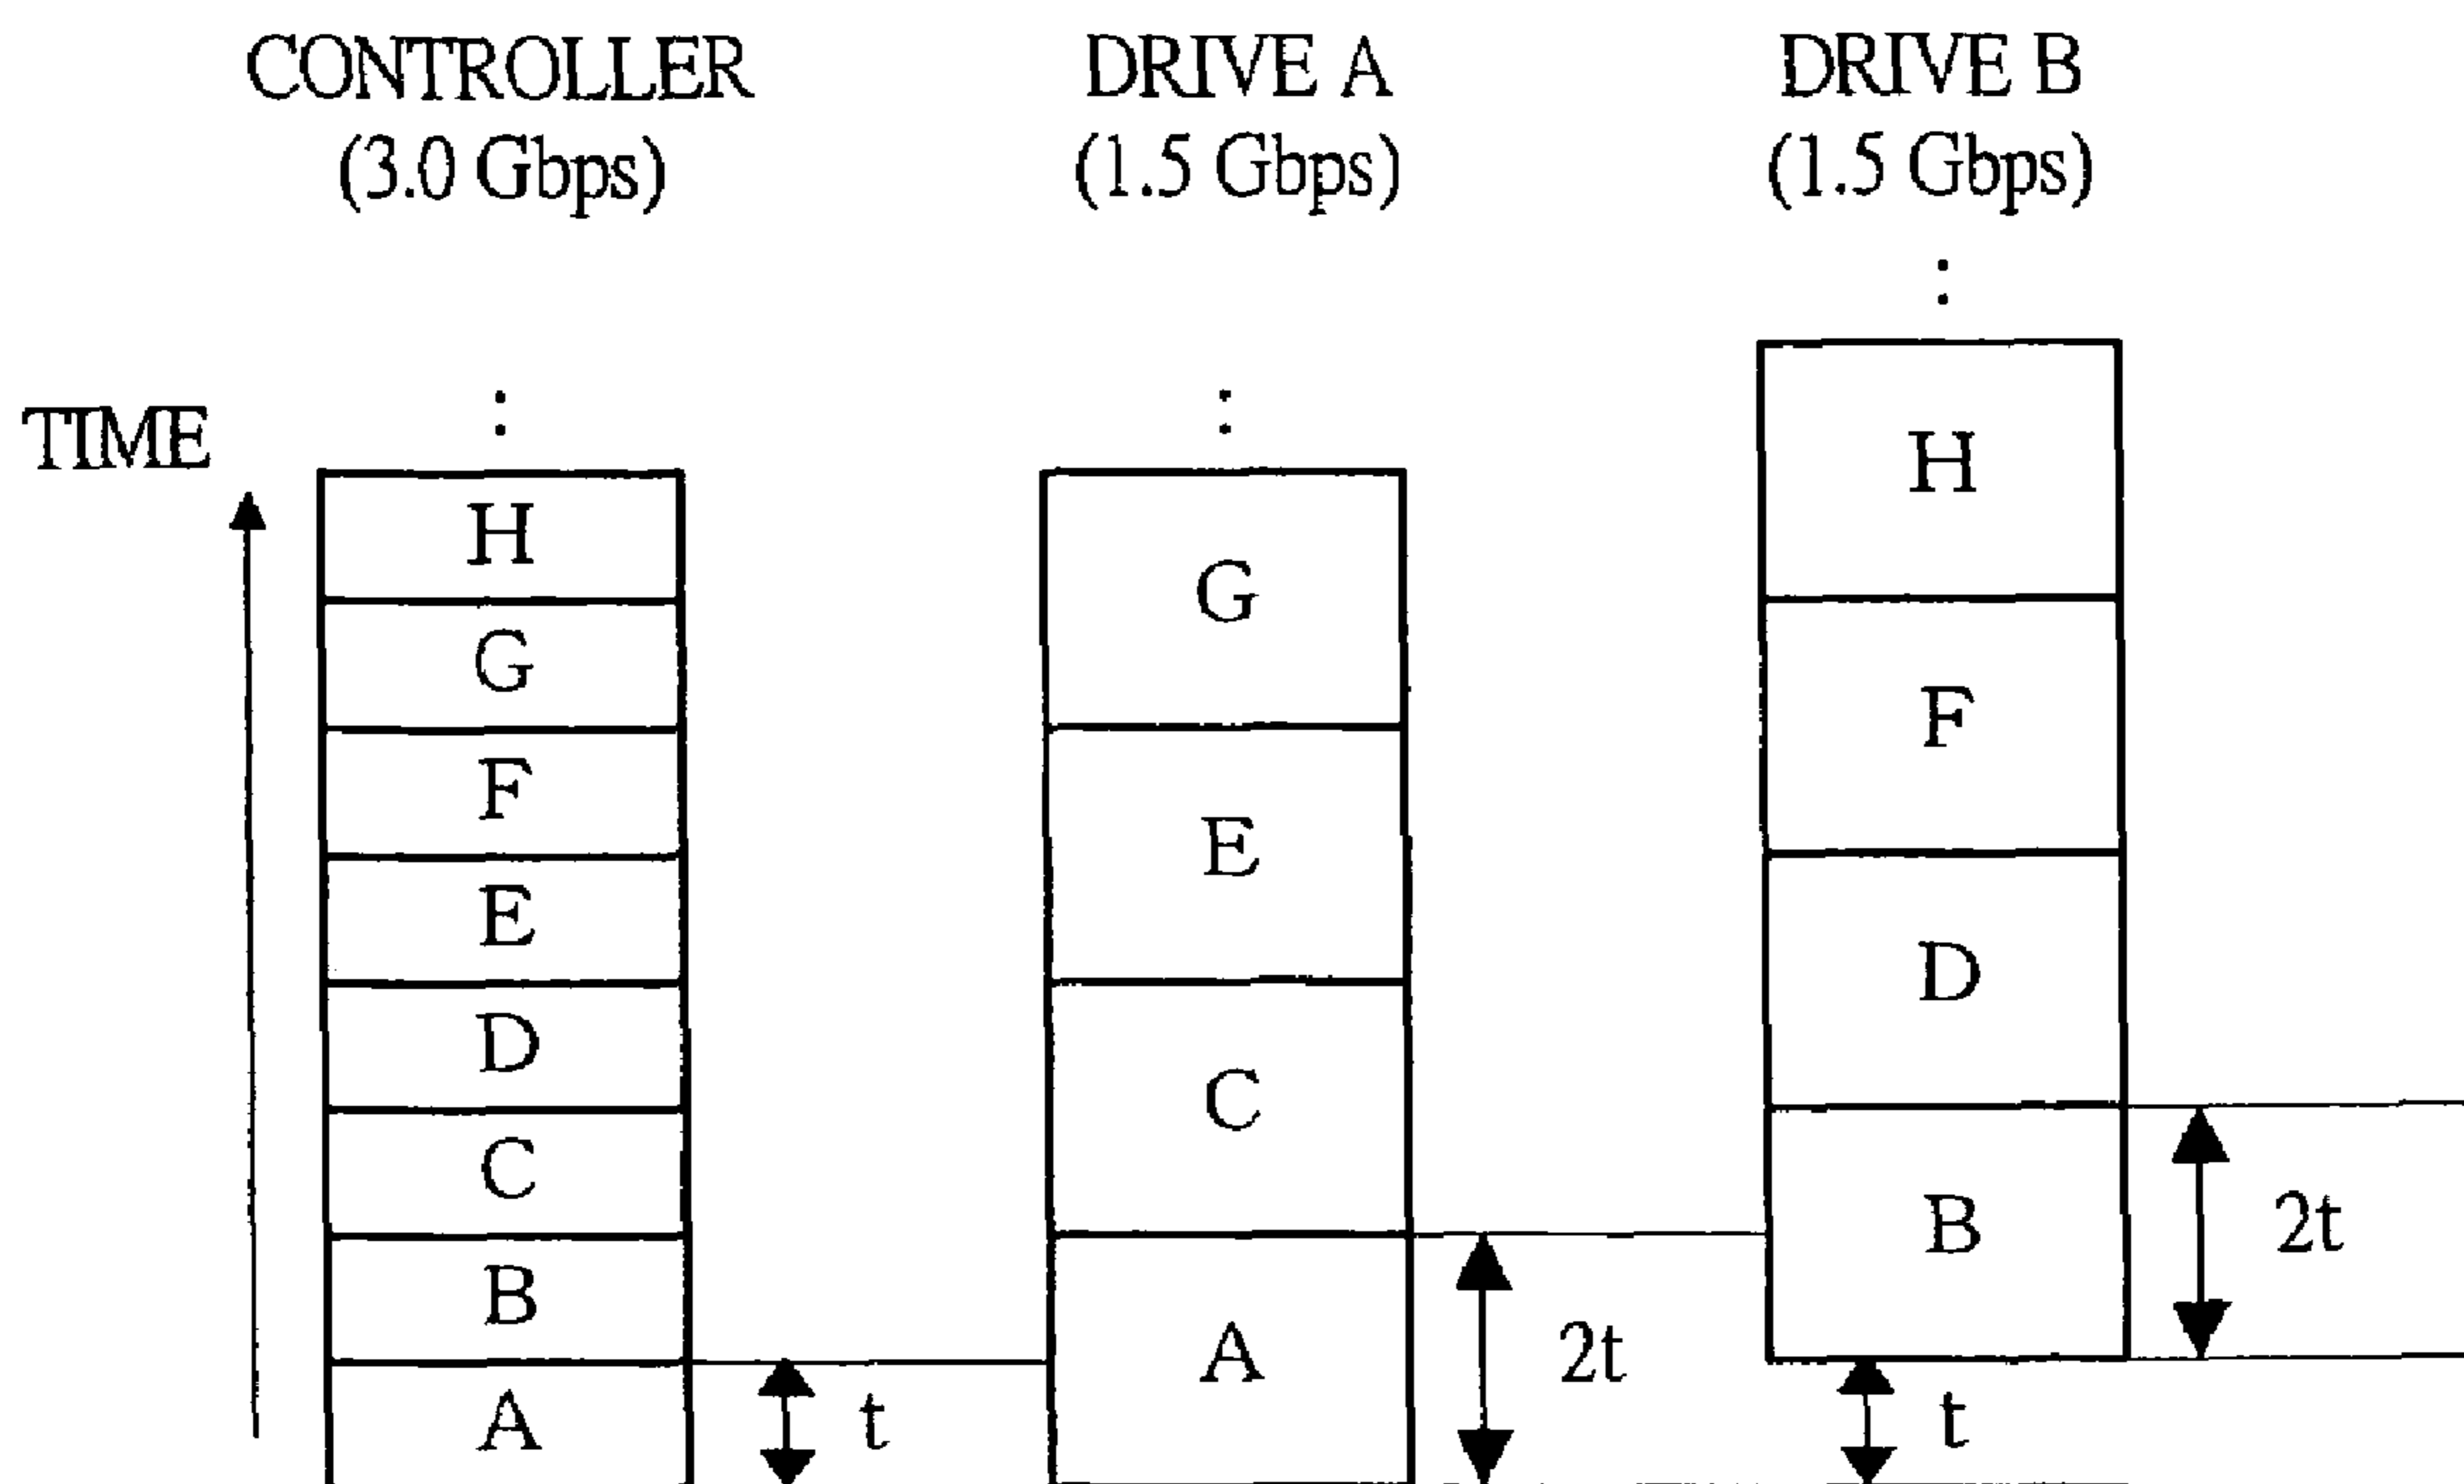 CONTROLLER
(3.0 Gbps)
DRIVE A
(1.5 Gbps)
DRIVE B
(1.5 Gbps)
TIME
:
H
G
F
E
D
C
B
A
t
:
G
E
C
A
2t
:
H
F
D
B
2t
t